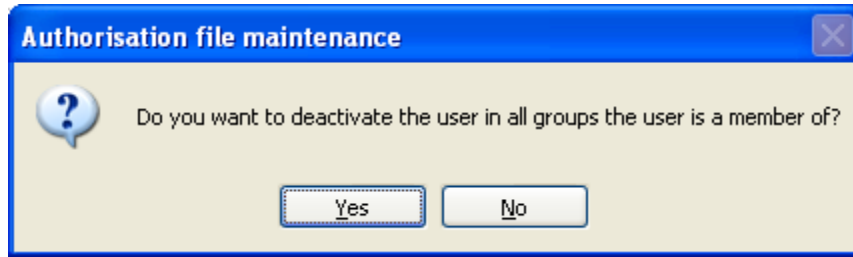 Authorisation file maintenance
Do you want to deactivate the user in all groups the user is a member of?
Yes No